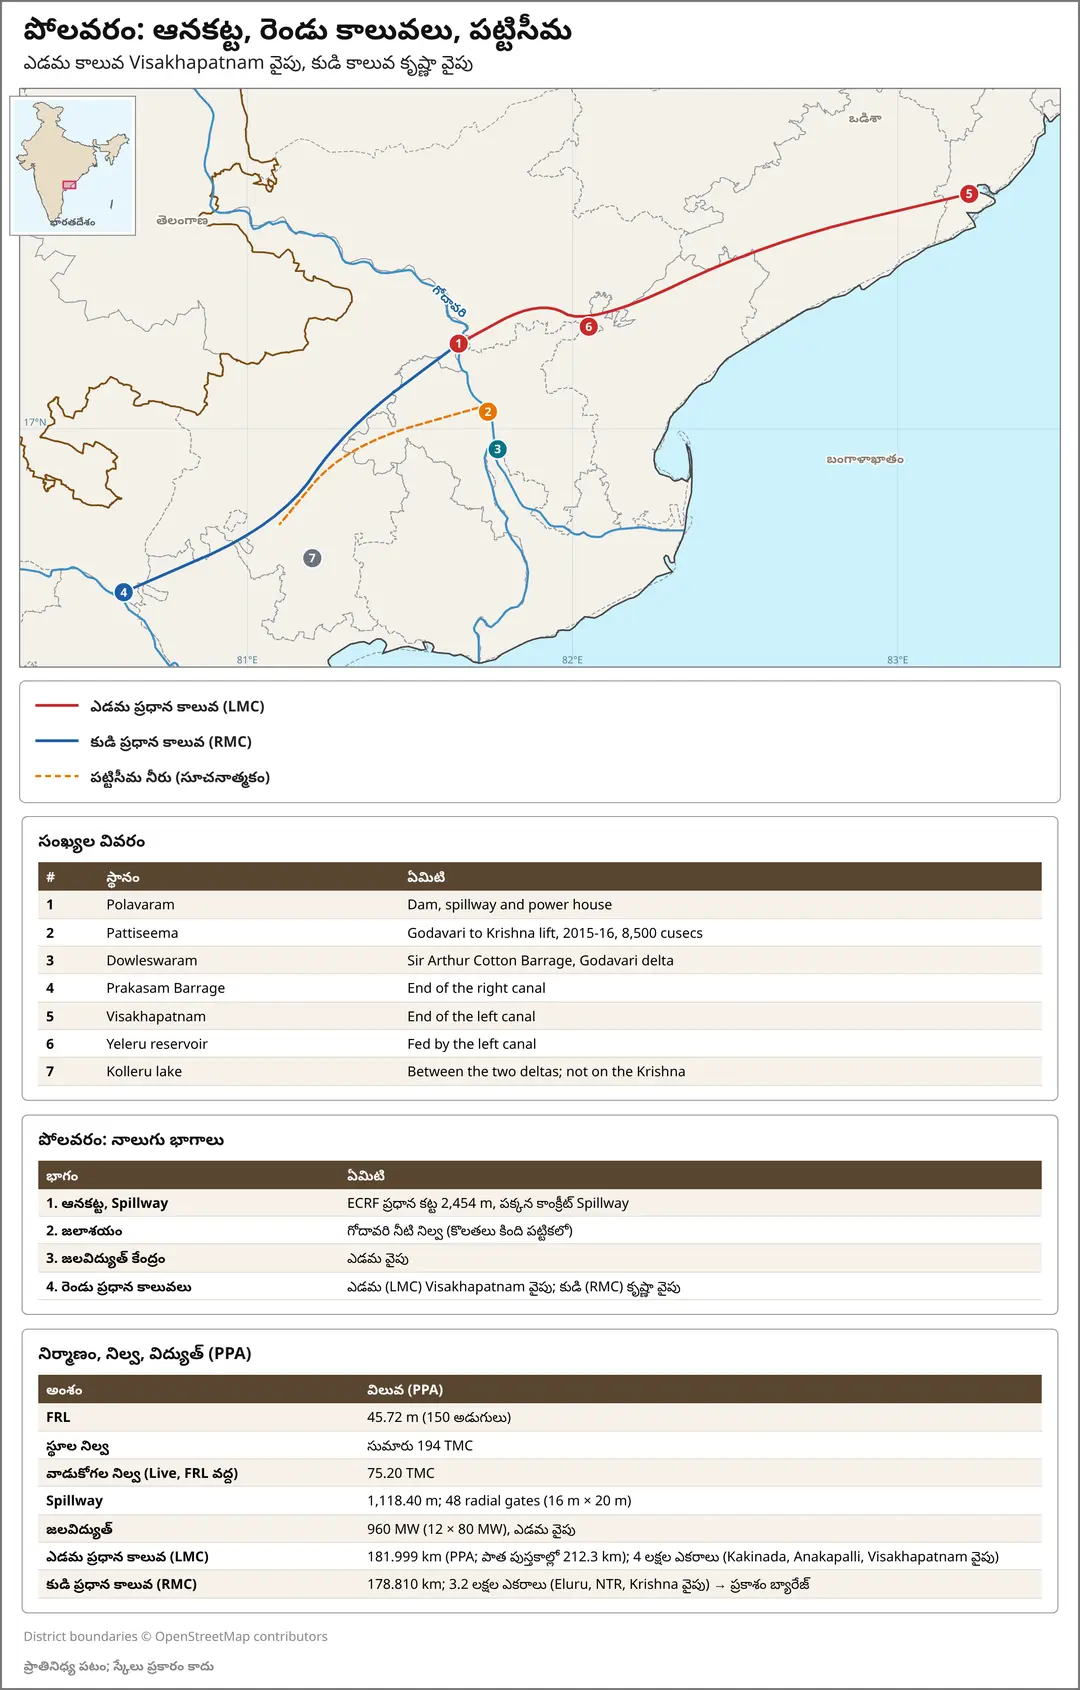 పోలవరం: ఆనకట్ట, రెండు కాలువలు, పట్టిసీమ
ఎడమ కాలువ Visakhapatnam వైపు, కుడి కాలువ కృష్ణా వైపు
ఒడిశా
5
భారతదేశం
తెలంగాణ
గోదావరి
6
1
2
17°N
3
బంగాళాఖాతం
7
4
81°E
82°E
83°E
ఎడమ ప్రధాన కాలువ (LMC)
కుడి ప్రధాన కాలువ (RMC)
పట్టిసీమ నీరు (సూచనాత్మకం)
సంఖ్యల వివరం
# స్థానం ఏమిటి
1 Polavaram Dam, spillway and power house
2 Pattiseema Godavari to Krishna lift, 2015-16, 8,500 cusecs
3 Dowleswaram Sir Arthur Cotton Barrage, Godavari delta
4 Prakasam Barrage End of the right canal
5 Visakhapatnam End of the left canal
6 Yeleru reservoir Fed by the left canal
7 Kolleru lake Between the two deltas; not on the Krishna
పోలవరం: నాలుగు భాగాలు
భాగం ఏమిటి
1. ఆనకట్ట, Spillway ECRF ప్రధాన కట్ట 2,454 m, పక్కన కాంక్రీట్ Spillway
2. జలాశయం గోదావరి నీటి నిల్వ (కొలతలు కింది పట్టికలో)
3. జలవిద్యుత్ కేంద్రం ఎడమ వైపు
4. రెండు ప్రధాన కాలువలు ఎడమ (LMC) Visakhapatnam వైపు; కుడి (RMC) కృష్ణా వైపు
నిర్మాణం, నిల్వ, విద్యుత్ (PPA)
అంశం విలువ (PPA)
FRL 45.72 m (150 అడుగులు)
స్థూల నిల్వ సుమారు 194 TMC
వాడుకోగల నిల్వ (Live, FRL వద్ద) 75.20 TMC
Spillway 1,118.40 m; 48 radial gates (16 m × 20 m)
జలవిద్యుత్ 960 MW (12 × 80 MW), ఎడమ వైపు
ఎడమ ప్రధాన కాలువ (LMC) 181.999 km (PPA; పాత పుస్తకాల్లో 212.3 km); 4 లక్షల ఎకరాలు (Kakinada, Anakapalli, Visakhapatnam వైపు)
కుడి ప్రధాన కాలువ (RMC) 178.810 km; 3.2 లక్షల ఎకరాలు (Eluru, NTR, Krishna వైపు) → ప్రకాశం బ్యారేజ్
District boundaries © OpenStreetMap contributors
ప్రాతినిధ్య పటం; స్కేలు ప్రకారం కాదు